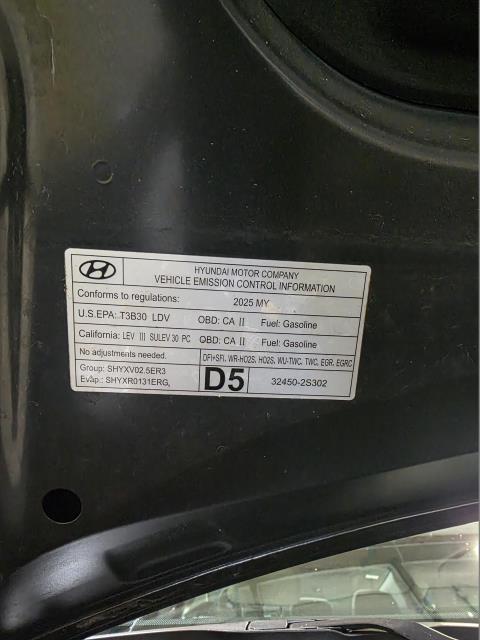 HYUNDAI MOTOR COMPANY
VEHICLE EMISSION CONTROL INFORMATION
Conforms to regulations: 2025 MY
U.S.EPA: T3B30 LDV OBD: CA II Fuel: Gasoline
California: LEV III SULEV 30 PC OBD: CA II Fuel: Gasoline
No adjustments needed. DFI+SFI, WR-HO2S, HO2S, WU-TWC, TWC, EGR, EGRC
Group: SHYXV02.5ER3
Evap.: SHYXR0131ERG,
D5
32450-2S302